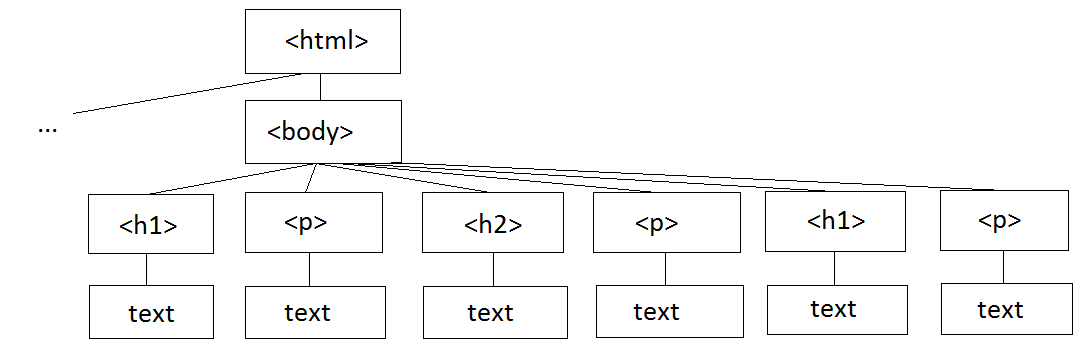 <html>
...
<body>
<h1>
<p>
<h2>
<p>
<h1>
<p>
text
text
text
text
text
text